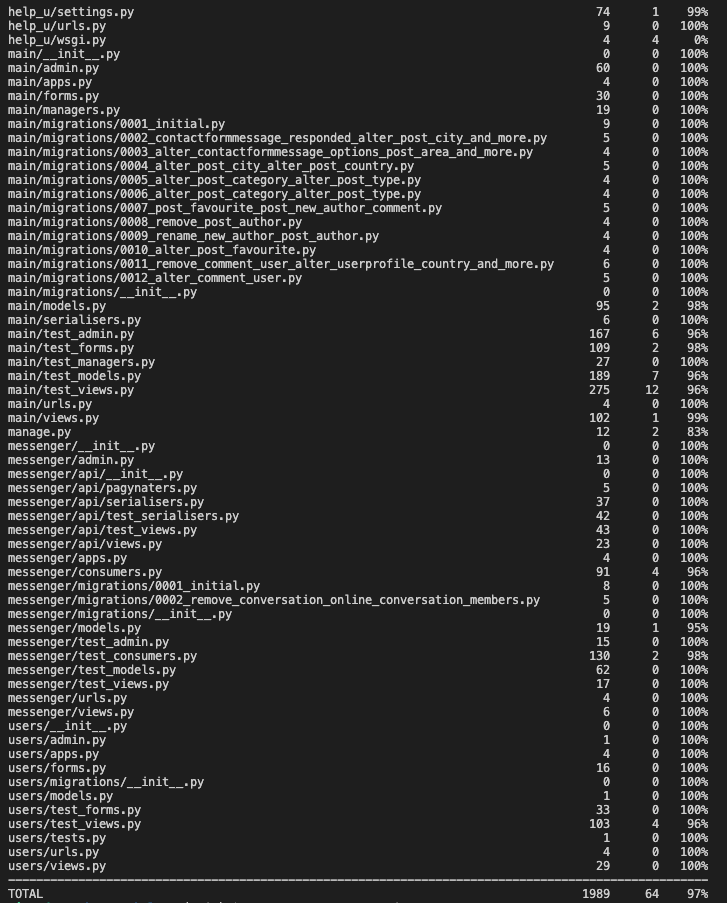 help_u/settings.py 74 1 99%
help_u/urls.py 9 0 100%
help_u/wsgi.py 4 4 0%
main/__init__.py 0 0 100%
main/admin.py 60 0 100%
main/apps.py 4 0 100%
main/forms.py 30 0 100%
main/managers.py 19 0 100%
main/migrations/0001_initial.py 9 0 100%
main/migrations/0002_contactformmessage_responded_alter_post_city_and_more.py 5 0 100%
main/migrations/0003_alter_contactformmessage_options_post_area_and_more.py 4 0 100%
main/migrations/0004_alter_post_city_alter_post_country.py 5 0 100%
main/migrations/0005_alter_post_category_alter_post_type.py 4 0 100%
main/migrations/0006_alter_post_category_alter_post_type.py 4 0 100%
main/migrations/0007_post_favourite_post_new_author_comment.py 5 0 100%
main/migrations/0008_remove_post_author.py 4 0 100%
main/migrations/0009_rename_new_author_post_author.py 4 0 100%
main/migrations/0010_alter_post_favourite.py 4 0 100%
main/migrations/0011_remove_comment_user_alter_userprofile_country_and_more.py 6 0 100%
main/migrations/0012_alter_comment_user.py 5 0 100%
main/migrations/__init__.py 0 0 100%
main/models.py 95 2 98%
main/serialisers.py 6 0 100%
main/test_admin.py 167 6 96%
main/test_forms.py 109 2 98%
main/test_managers.py 27 0 100%
main/test_models.py 189 7 96%
main/test_views.py 275 12 96%
main/urls.py 4 0 100%
main/views.py 102 1 99%
manage.py 12 2 83%
messenger/__init__.py 0 0 100%
messenger/admin.py 13 0 100%
messenger/api/__init__.py 0 0 100%
messenger/api/pagynaters.py 5 0 100%
messenger/api/serialisers.py 37 0 100%
messenger/api/test_serialisers.py 42 0 100%
messenger/api/test_views.py 43 0 100%
messenger/api/views.py 23 0 100%
messenger/apps.py 4 0 100%
messenger/consumers.py 91 4 96%
messenger/migrations/0001_initial.py 8 0 100%
messenger/migrations/0002_remove_conversation_online_conversation_members.py 5 0 100%
messenger/migrations/__init__.py 0 0 100%
messenger/models.py 19 1 95%
messenger/test_admin.py 15 0 100%
messenger/test_consumers.py 130 2 98%
messenger/test_models.py 62 0 100%
messenger/test_views.py 17 0 100%
messenger/urls.py 4 0 100%
messenger/views.py 6 0 100%
users/__init__.py 0 0 100%
users/admin.py 1 0 100%
users/apps.py 4 0 100%
users/forms.py 16 0 100%
users/migrations/__init__.py 0 0 100%
users/models.py 1 0 100%
users/test_forms.py 33 0 100%
users/test_views.py 103 4 96%
users/tests.py 1 0 100%
users/urls.py 4 0 100%
users/views.py 29 0 100%
TOTAL 1989 64 97%